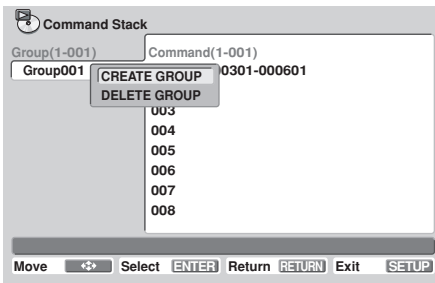 Command Stack
Group(1-001) Command(1-001)
Group001 0301-000601
CREATE GROUP
DELETE GROUP
003
004
005
006
007
008
Move Select ENTER Return RETURN Exit SETUP